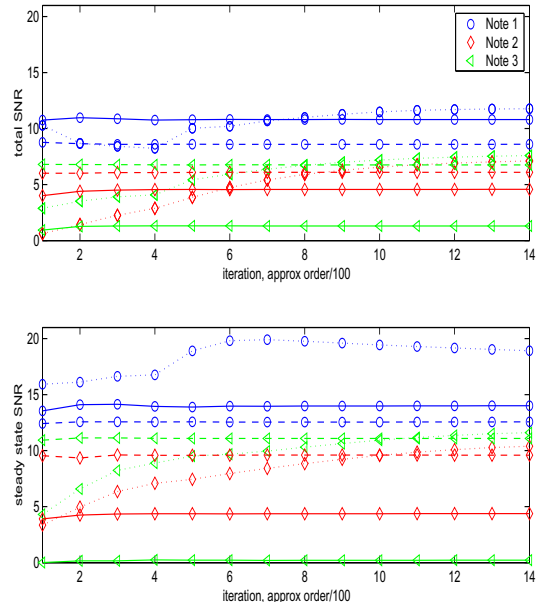 20
15
10
5
0
total SNR
Note 1
Note 2
Note 3
2 4 6 8 10 12 14
iteration, approx order/100
20
15
10
5
0
steady state SNR
2 4 6 8 10 12 14
iteration, approx order/100